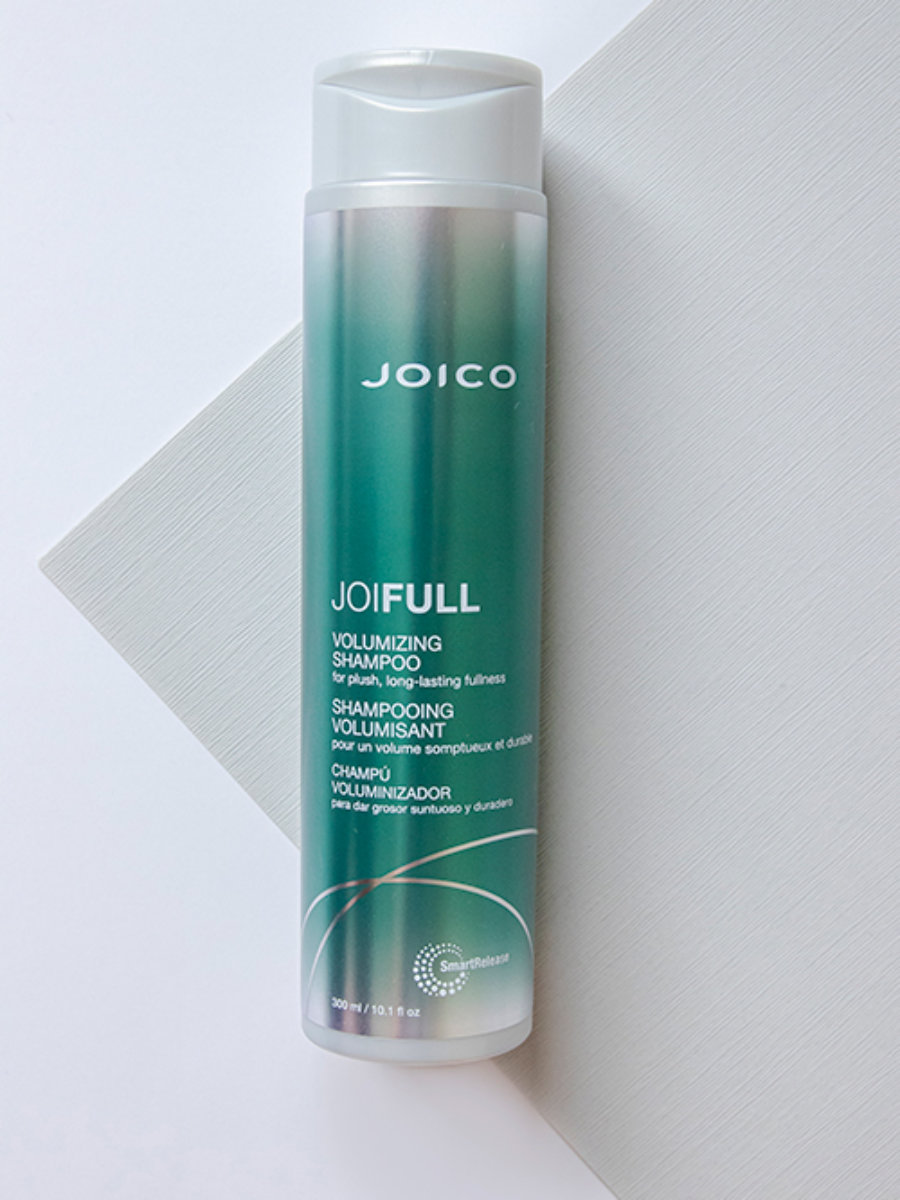 JOICO
JOIFULL
VOLUMIZING
SHAMPOO
for plush, long-lasting fullness
SHAMPOOING
VOLUMISANT
pour un volume somptueux et durable
CHAMPÚ
VOLUMINIZADOR
para dar grosor suntuoso y duradero
SmartRelease
300 ml / 10.1 fl oz